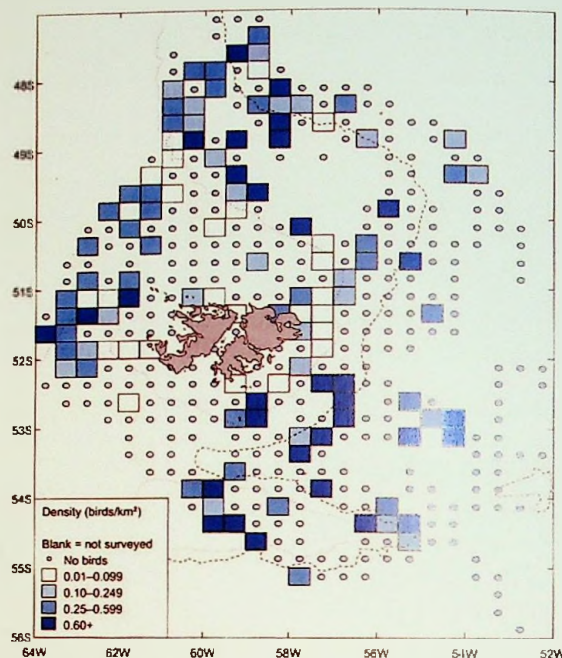 48S
49S
50S
51S
52S
53S
54S
55S
56S
Density (birds/km²)
Blank = not surveyed
No birds
0.01–0.099
0.10–0.249
0.25–0.599
0.60+
64W 62W 60W 58W 56W 54W 52W